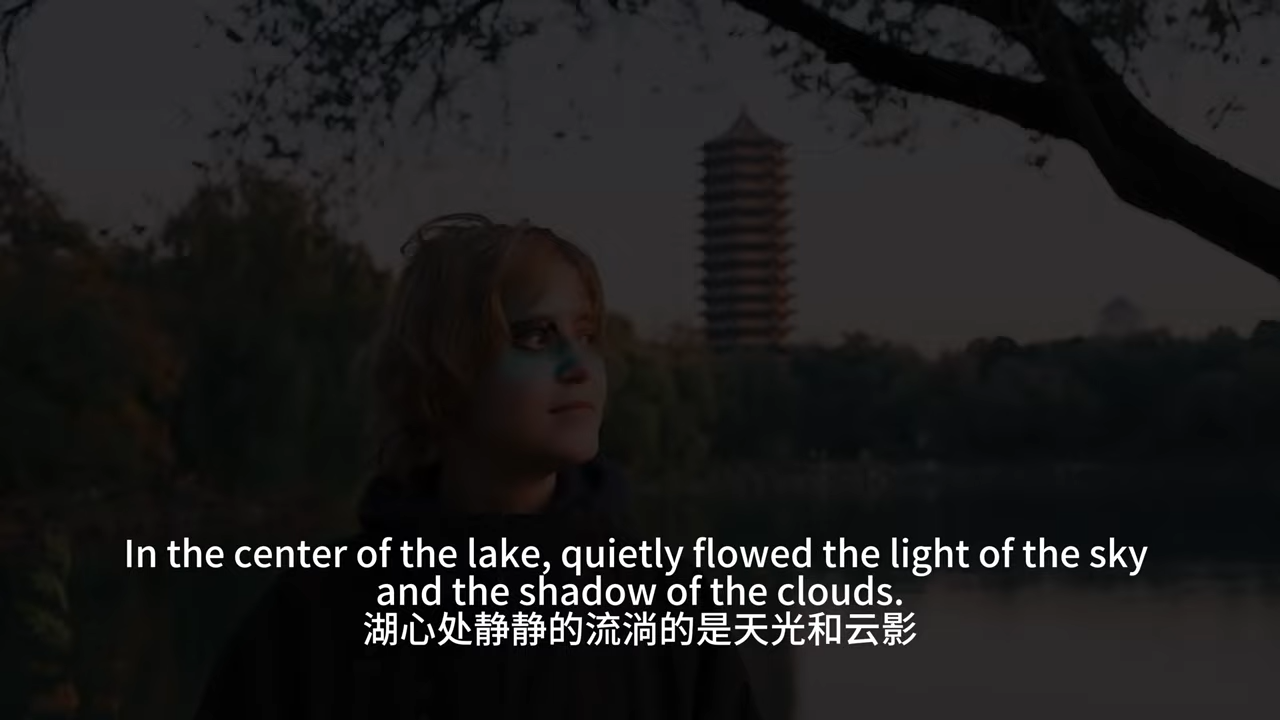 In the center of the lake, quietly flowed the light of the sky
and the shadow of the clouds.
湖心处静静的流淌的是天光和云影